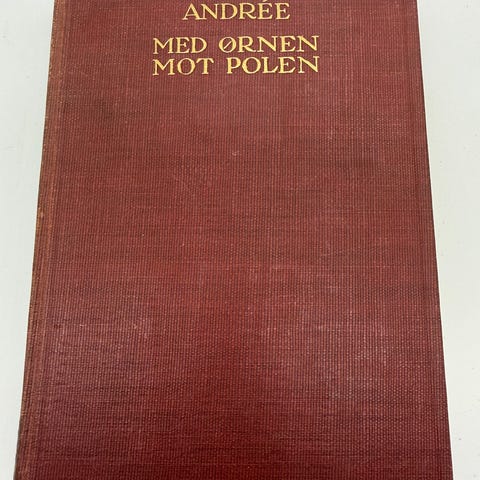 ANDRÉE
MED ØRNEN
MOT POLEN